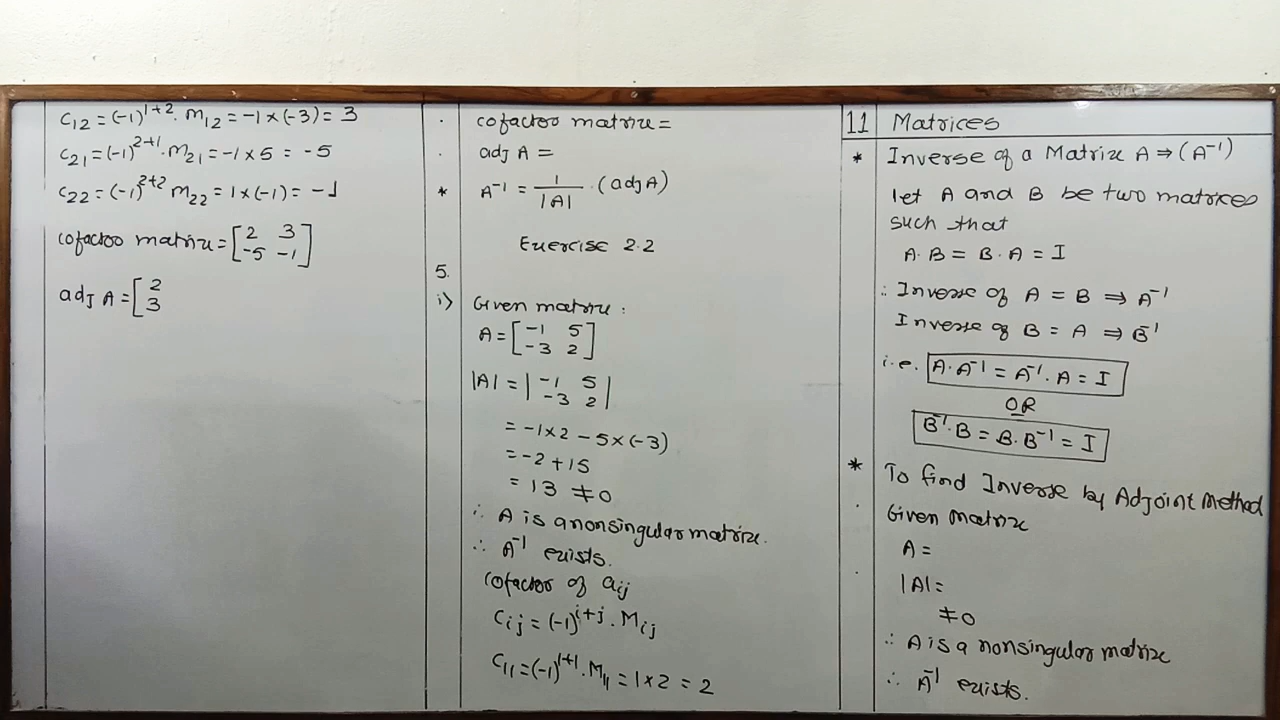 C12 = (-1)^1+2 . M12 = -1 × (-3) = 3
C21 = (-1)^2+1 . M21 = -1 × 5 = -5
C22 = (-1)^2+2 M22 = 1 × (-1) = -1
cofactor matrix = [2 3
-5 -1]
adj A = [2
3
cofactor matrix =
adj A =
* A^-1 = 1/|A| . (adj A)
Exercise 2.2
5.
i) Given matrix :
A = [-1 5
-3 2]
|A| = |-1 5
-3 2|
= -1 × 2 - 5 × (-3)
= -2 + 15
= 13 ≠ 0
∴ A is a nonsingular matrix.
∴ A^-1 exists.
Cofactor of aij
Cij = (-1)^i+j . Mij
C11 = (-1)^1+1 . M11 = 1 × 2 = 2
11 Matrices
* Inverse of a Matrix A ⇒ (A^-1)
let A and B be two matrices
such that
A. B = B. A = I
∴ Inverse of A = B ⇒ A^-1
Inverse of B = A ⇒ B^-1
i.e. A. A^-1 = A^-1 . A = I
OR
B^-1. B = B. B^-1 = I
* To find Inverse by Adjoint Method
. Given Matrix
A =
. |A| =
≠ 0
∴ A is a nonsingular matrix
∴ A^-1 exists.